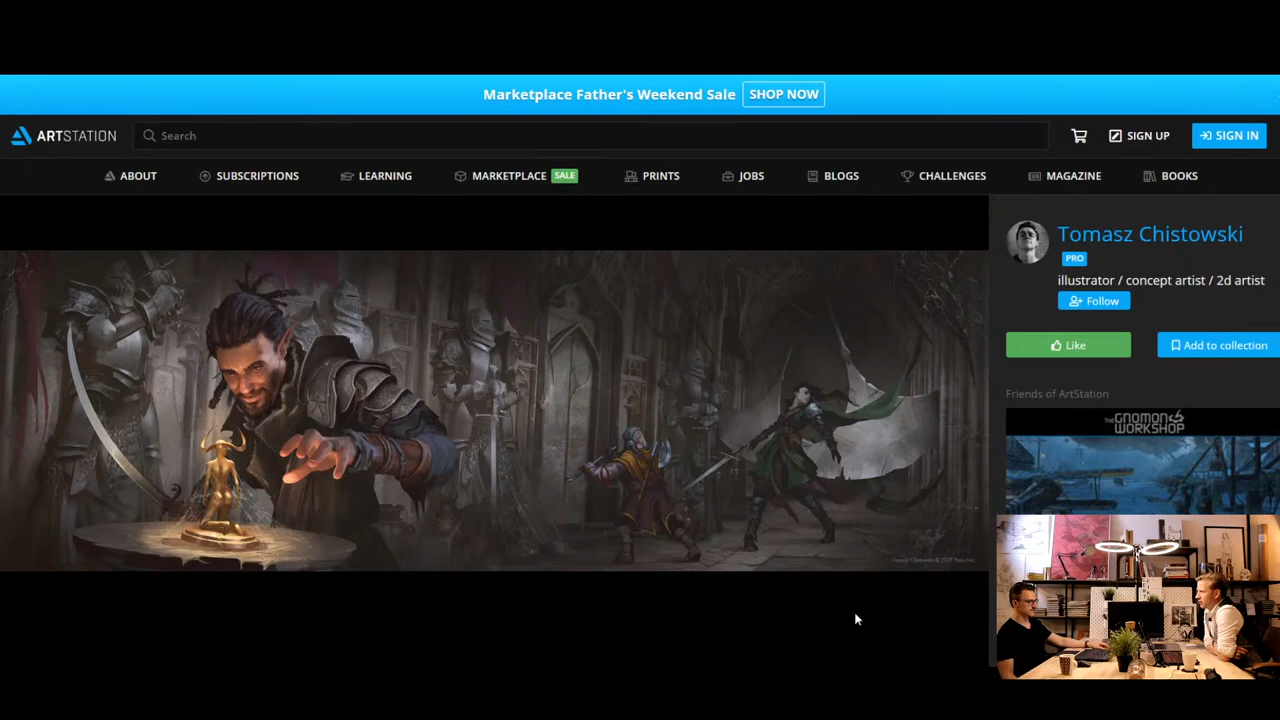 Marketplace Father's Weekend Sale SHOP NOW
ARTSTATION Search SIGN UP SIGN IN
ABOUT SUBSCRIPTIONS LEARNING MARKETPLACE SALE PRINTS JOBS BLOGS CHALLENGES MAGAZINE BOOKS
Tomasz Chistowski
PRO
illustrator / concept artist / 2d artist
Follow
Like Add to collection
Friends of ArtStation
THE GNOMON
WORKSHOP